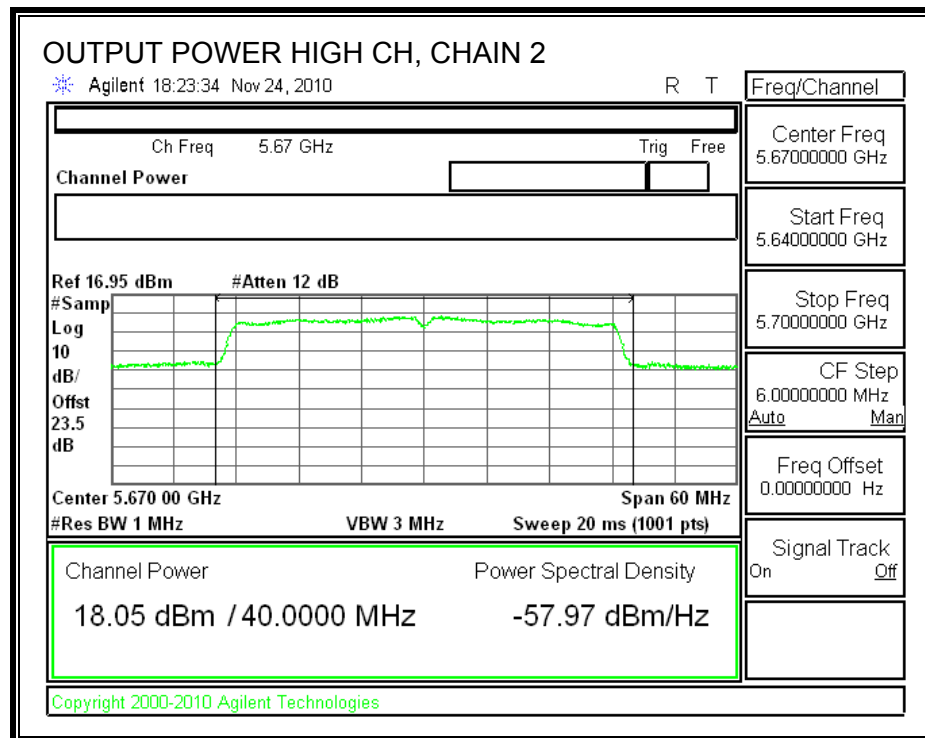 OUTPUT POWER HIGH CH, CHAIN 2
Agilent 18:23:34 Nov 24, 2010 R T
Freq/Channel
Ch Freq 5.67 GHz Trig Free
Channel Power
Center Freq
5.67000000 GHz
Start Freq
5.64000000 GHz
Stop Freq
5.70000000 GHz
CF Step
6.00000000 MHz
Auto Man
Freq Offset
0.00000000 Hz
Signal Track
On Off
Ref 16.95 dBm #Atten 12 dB
#Samp
Log
10
dB/
Offst
23.5
dB
Center 5.670 00 GHz Span 60 MHz
#Res BW 1 MHz VBW 3 MHz Sweep 20 ms (1001 pts)
Channel Power Power Spectral Density
18.05 dBm / 40.0000 MHz -57.97 dBm/Hz
Copyright 2000-2010 Agilent Technologies